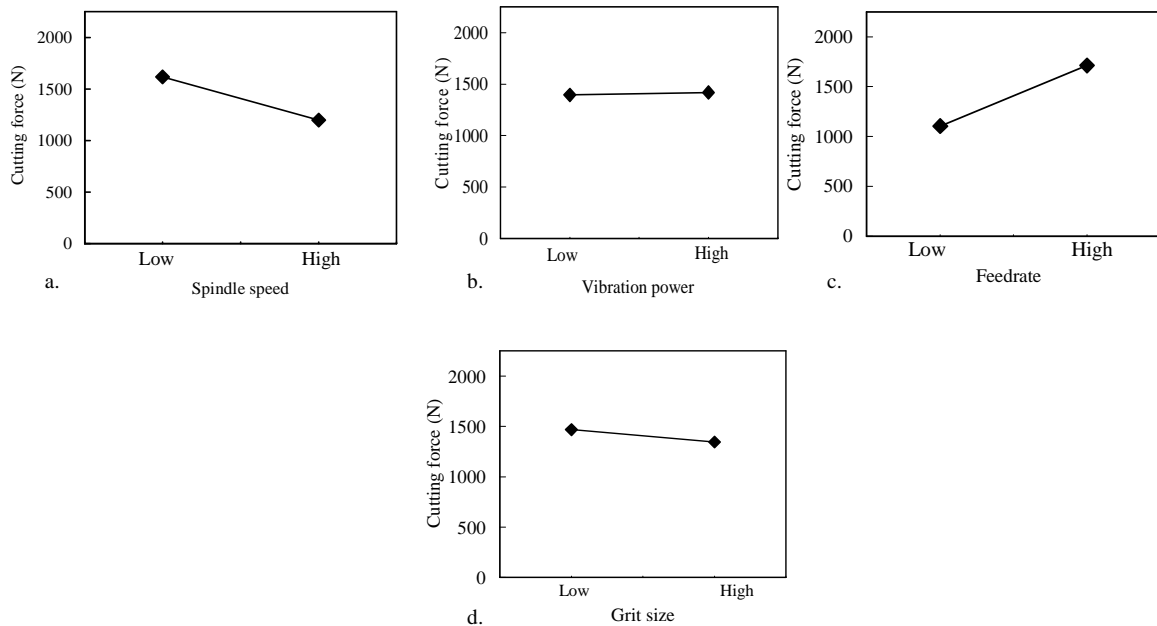 Cutting force (N)
2000
1500
1000
500
0
Low High
a.
Spindle speed
Cutting force (N)
2000
1500
1000
500
0
Low High
b.
Vibration power
Cutting force (N)
2000
1500
1000
500
0
Low High
c.
Feedrate
Cutting force (N)
2000
1500
1000
500
0
Low High
d.
Grit size